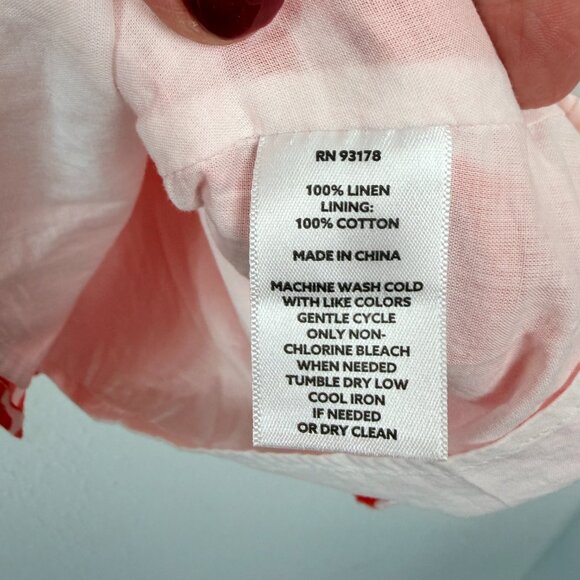 RN 93178
100% LINEN
LINING:
100% COTTON
MADE IN CHINA
MACHINE WASH COLD
WITH LIKE COLORS
GENTLE CYCLE
ONLY NON-
CHLORINE BLEACH
WHEN NEEDED
TUMBLE DRY LOW
COOL IRON
IF NEEDED
OR DRY CLEAN